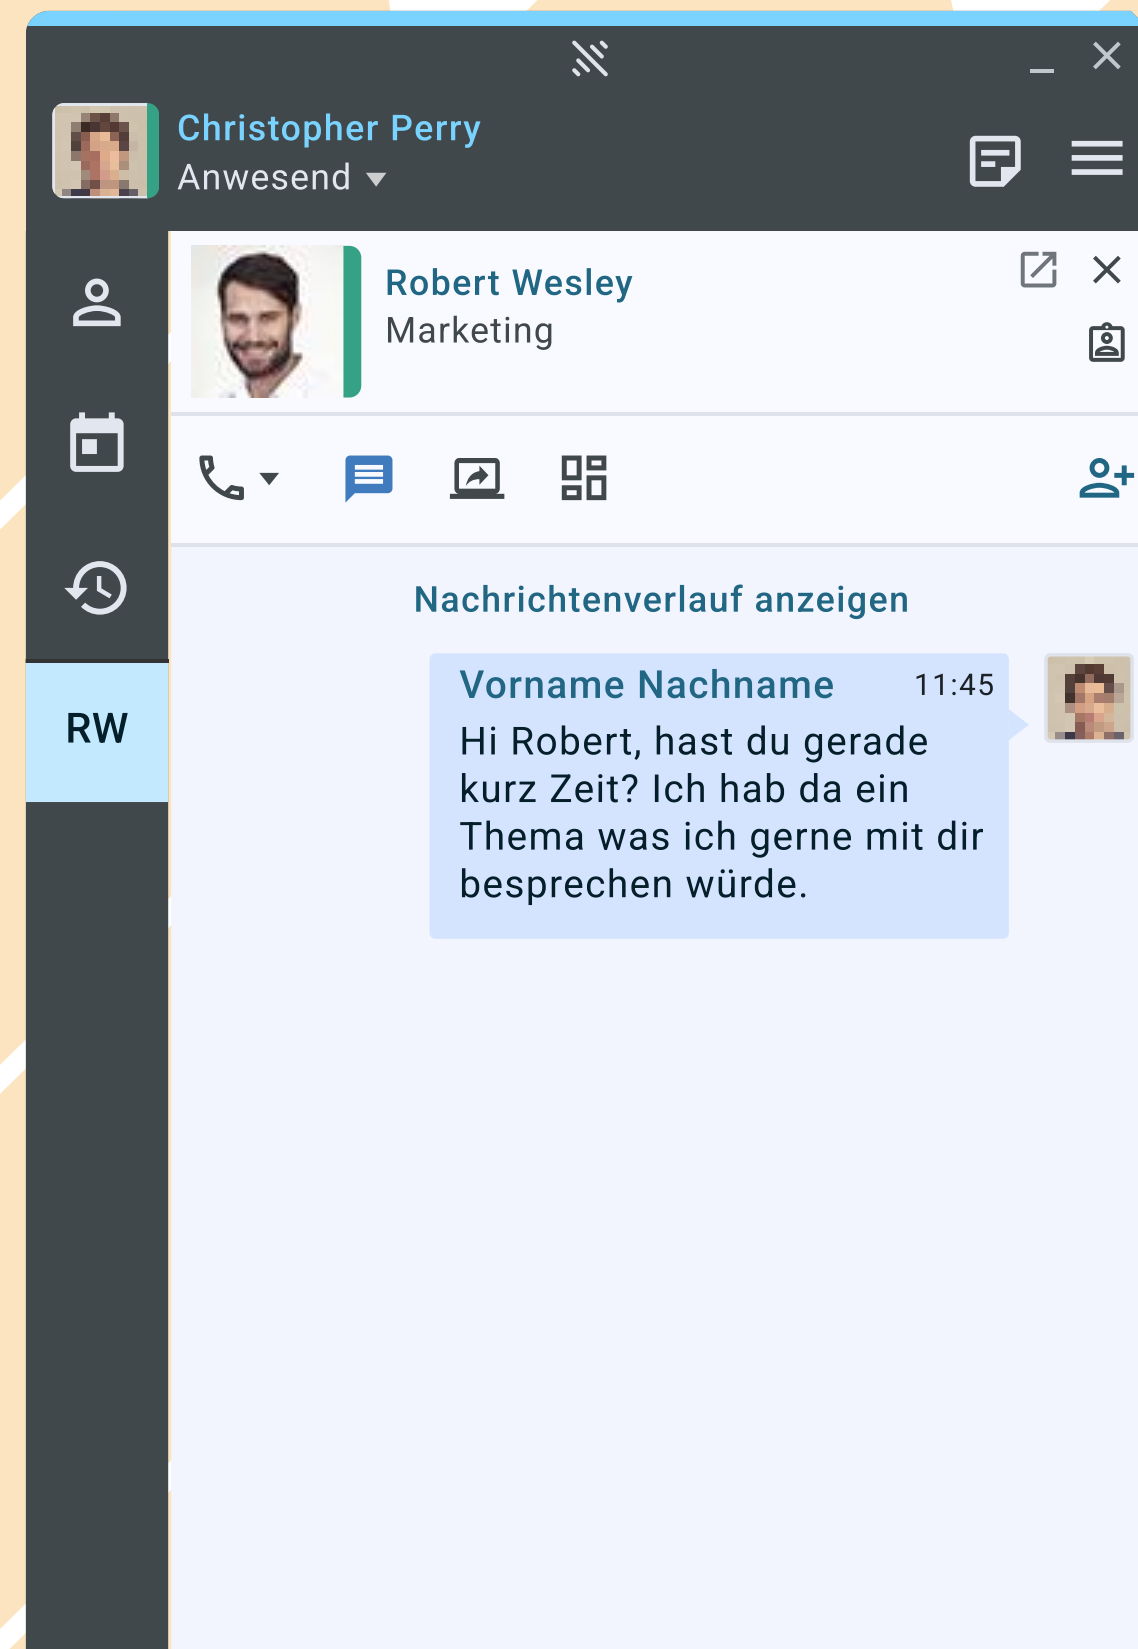 Christopher Perry
Anwesend
Robert Wesley
Marketing
Nachrichtenverlauf anzeigen
RW
Vorname Nachname 11:45
Hi Robert, hast du gerade
kurz Zeit? Ich hab da ein
Thema was ich gerne mit dir
besprechen würde.